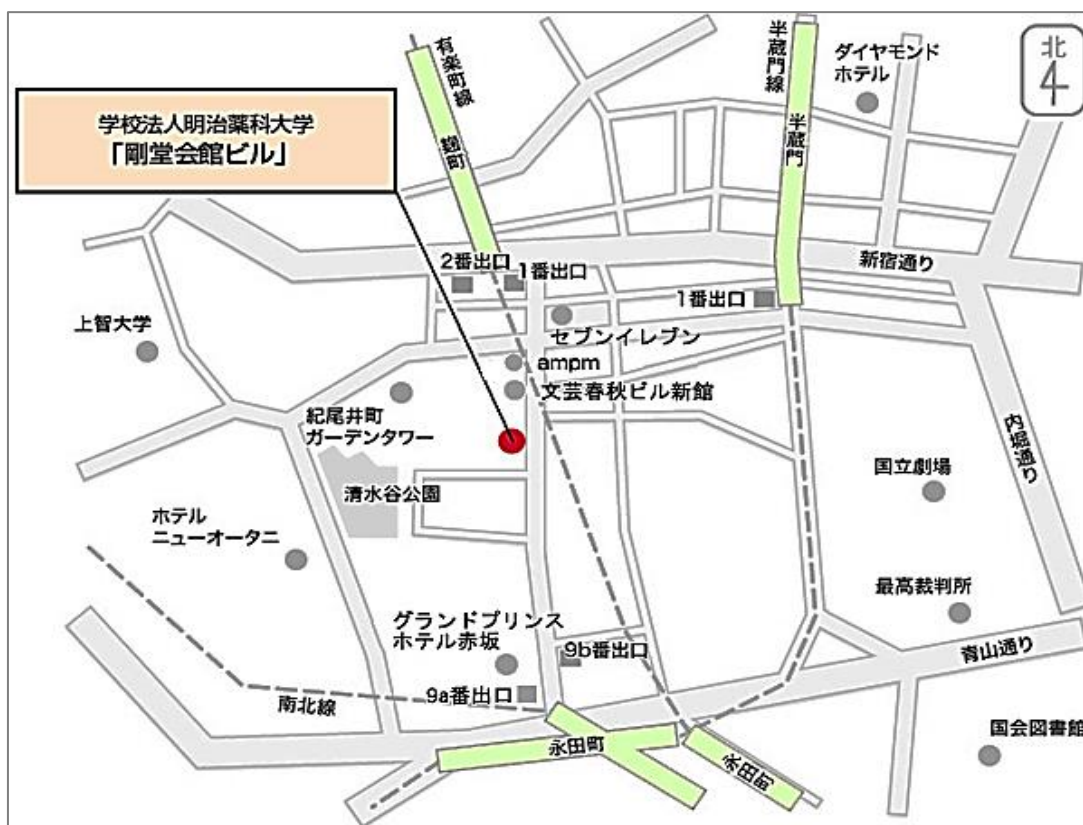 有楽町線
半蔵門線
ダイヤモンド
ホテル
北
学校法人明治薬科大学
「剛堂会館ビル」
麹町
半蔵門
新宿通り
2番出口
1番出口
1番出口
上智大学
セブンイレブン
ampm
文芸春秋ビル新館
紀尾井町
ガーデンタワー
内堀通り
国立劇場
清水谷公園
ホテル
ニューオータニ
最高裁判所
グランドプリンス
ホテル赤坂
9b番出口
青山通り
9a番出口
南北線
国会図書館
永田町
永田町